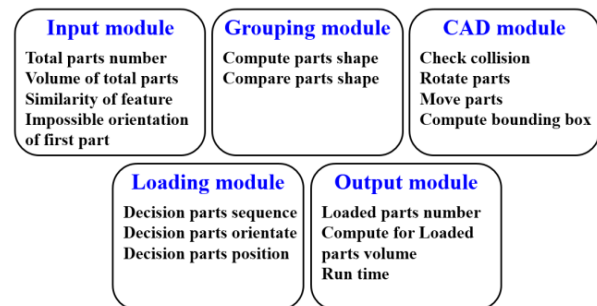 Input module
Total parts number
Volume of total parts
Similarity of feature
Impossible orientation
of first part
Grouping module
Compute parts shape
Compare parts shape
CAD module
Check collision
Rotate parts
Move parts
Compute bounding box
Loading module
Decision parts sequence
Decision parts orientate
Decision parts position
Output module
Loaded parts number
Compute for Loaded
parts volume
Run time